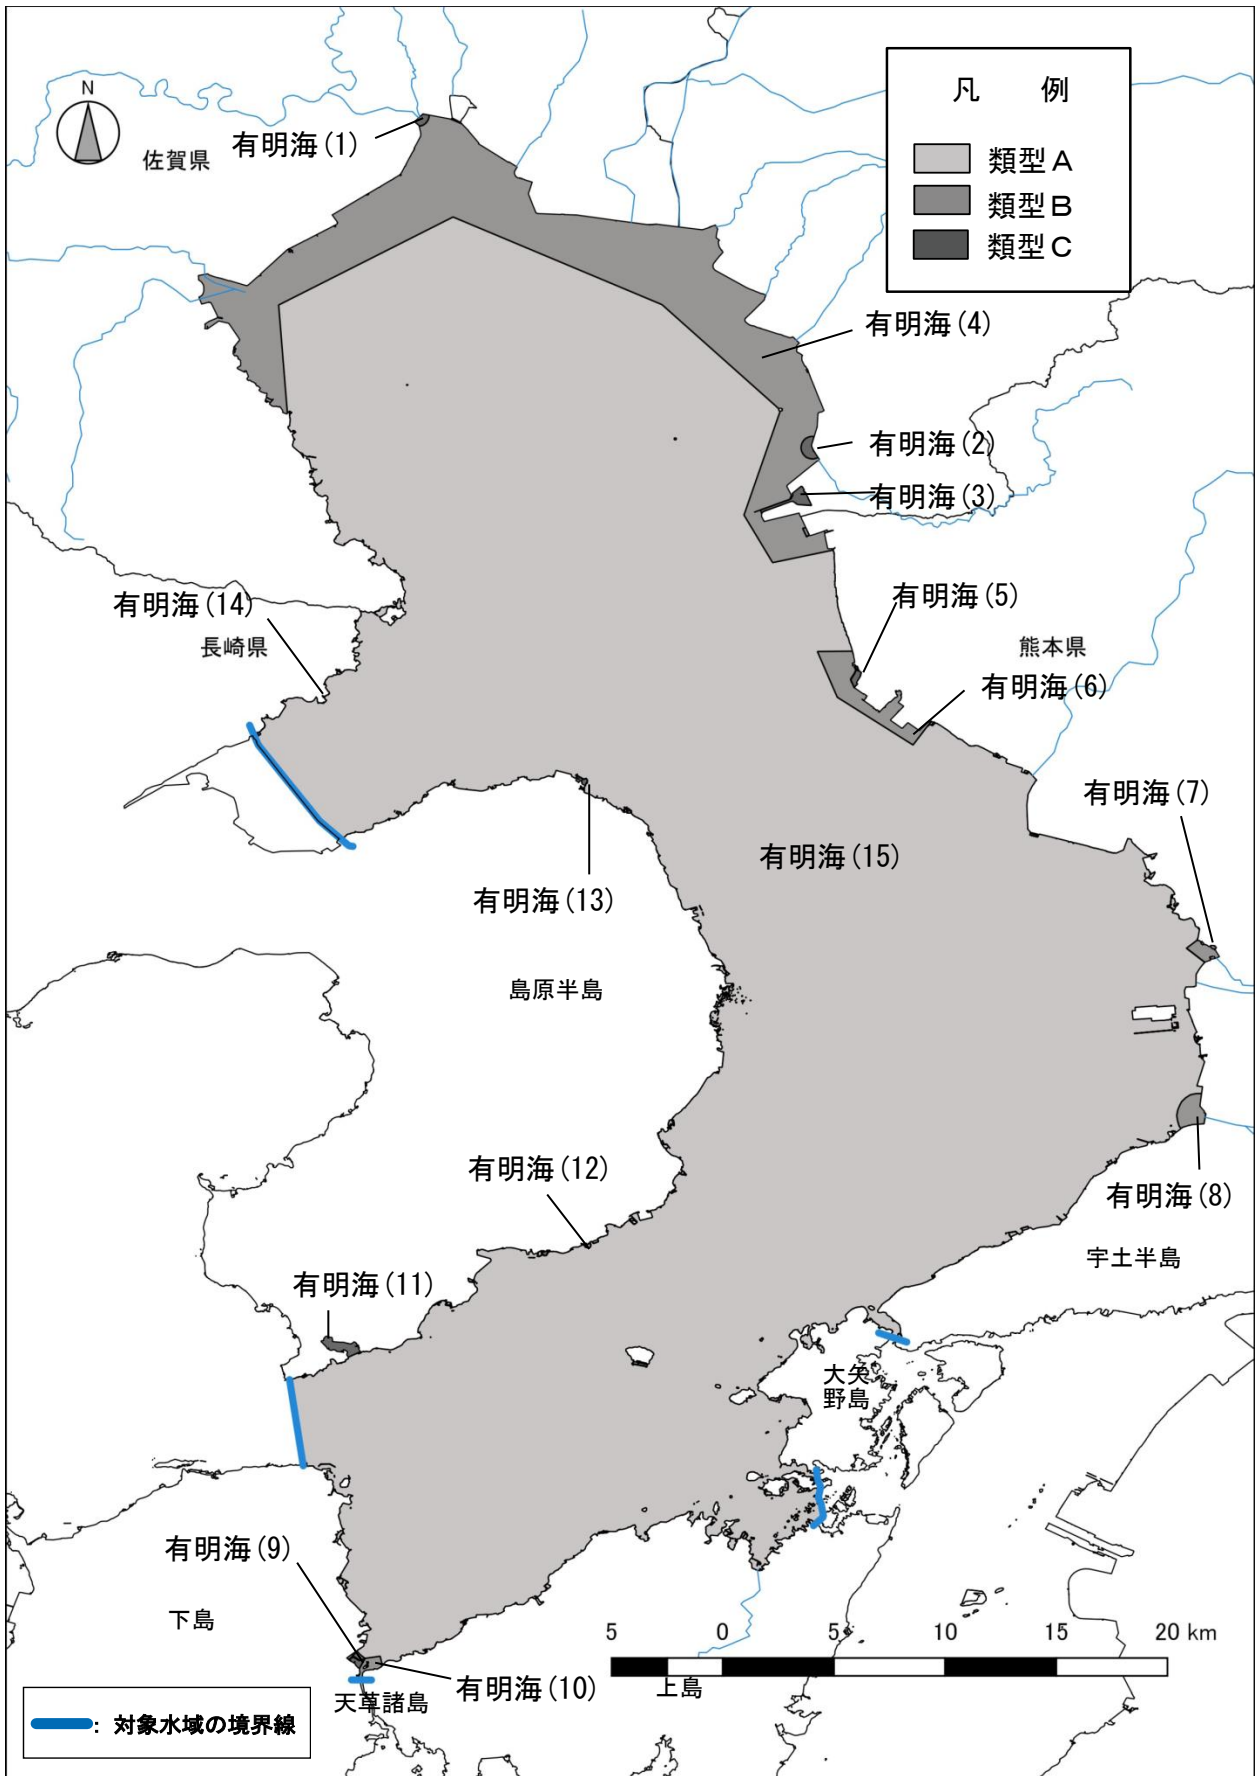 N
凡 例
類型A
類型B
類型C
有明海(1)
佐賀県
有明海(4)
有明海(2)
有明海(3)
有明海(14)
長崎県
有明海(5)
熊本県
有明海(6)
有明海(7)
有明海(15)
有明海(13)
島原半島
有明海(12)
有明海(8)
宇土半島
有明海(11)
大矢
野島
有明海(9)
下島
5 0 5 10 15 20 km
有明海(10)
上島
天草諸島
: 対象水域の境界線